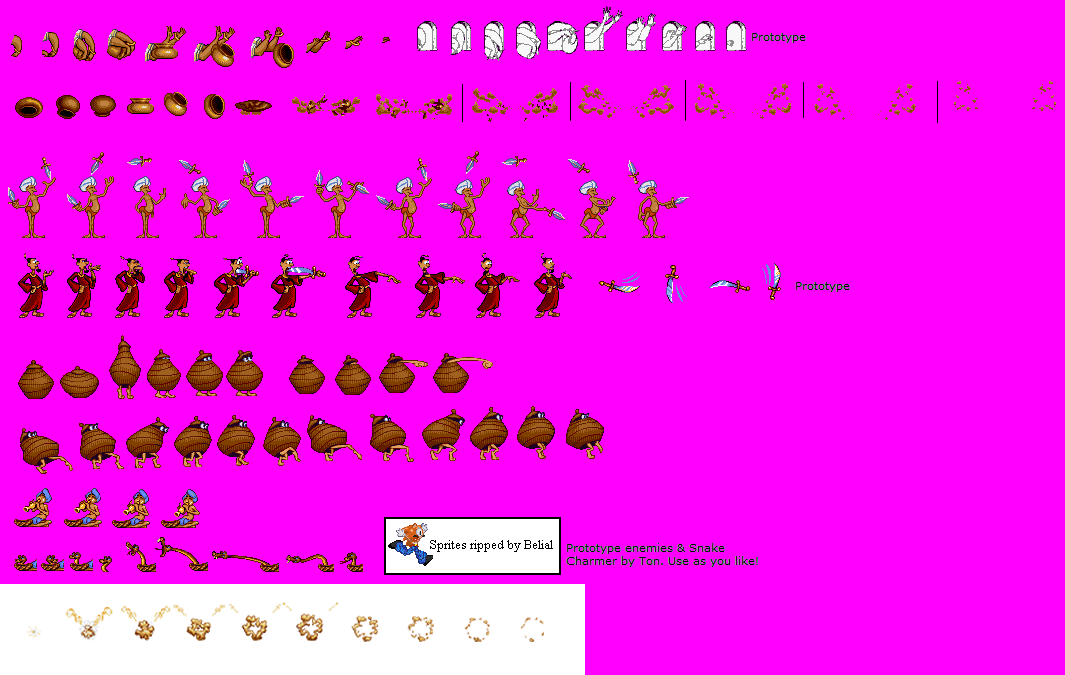 Prototype
Prototype
Sprites ripped by Belial
Prototype enemies & Snake
Charmer by Ton. Use as you like!